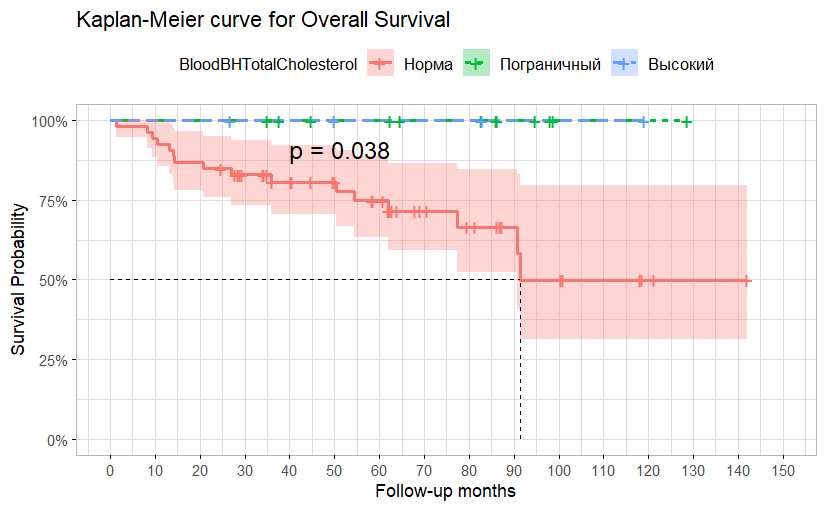 Kaplan-Meier curve for Overall Survival
BloodBHTotalCholesterol Норма Пограничный Высокий
100%
p = 0.038
75%
50%
25%
0%
Survival Probability
0 10 20 30 40 50 60 70 80 90 100 110 120 130 140 150
Follow-up months